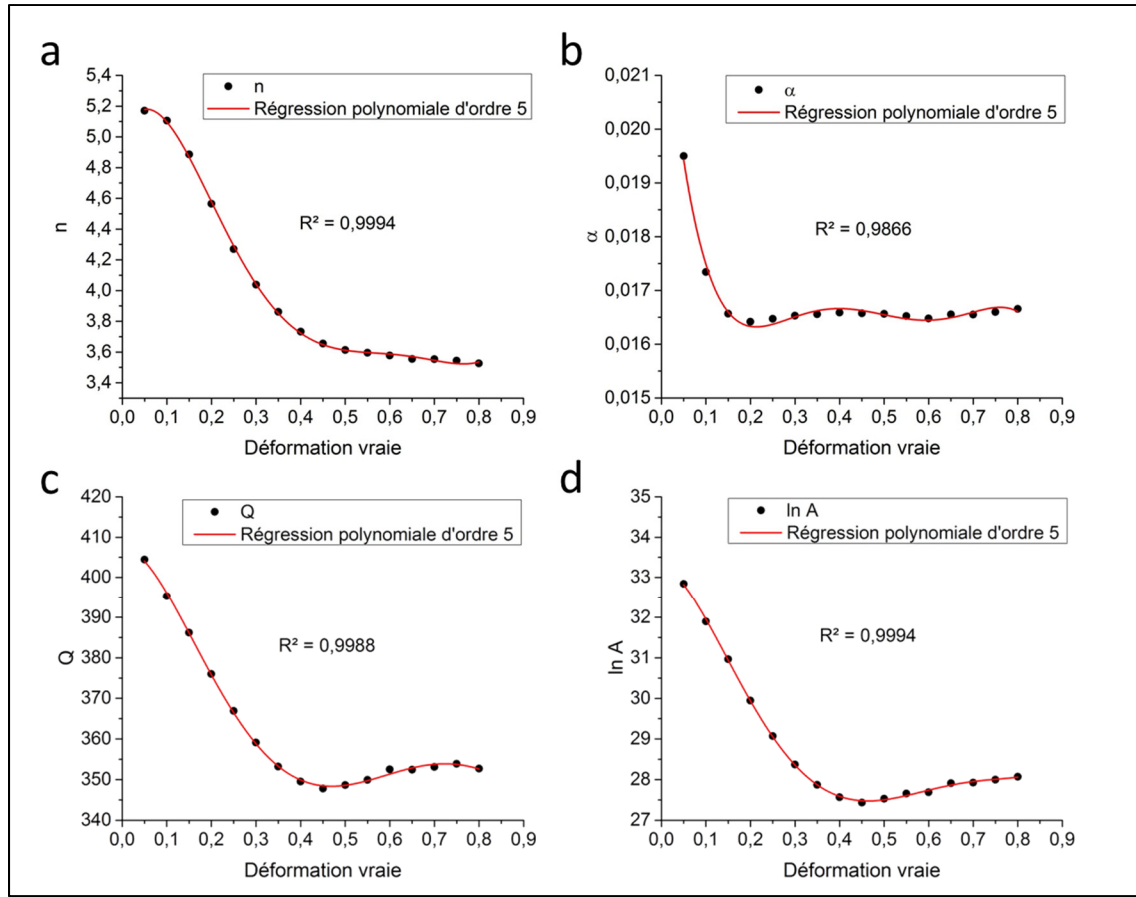 a
n
Régression polynomiale d'ordre 5
5,4
5,2
5,0
4,8
4,6
4,4
4,2
4,0
3,8
3,6
3,4
n
R² = 0,9994
0,0 0,1 0,2 0,3 0,4 0,5 0,6 0,7 0,8 0,9
Déformation vraie
b
α
Régression polynomiale d'ordre 5
0,021
0,020
0,019
0,018
0,017
0,016
0,015
α
R² = 0,9866
0,0 0,1 0,2 0,3 0,4 0,5 0,6 0,7 0,8 0,9
Déformation vraie
c
Q
Régression polynomiale d'ordre 5
420
410
400
390
380
370
360
350
340
Q
R² = 0,9988
0,0 0,1 0,2 0,3 0,4 0,5 0,6 0,7 0,8 0,9
Déformation vraie
d
ln A
Régression polynomiale d'ordre 5
35
34
33
32
31
30
29
28
27
ln A
R² = 0,9994
0,0 0,1 0,2 0,3 0,4 0,5 0,6 0,7 0,8 0,9
Déformation vraie